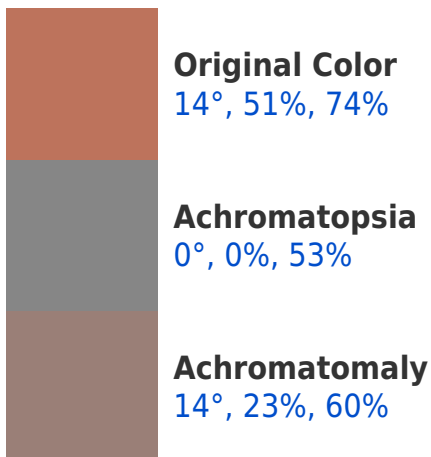 Original Color
14°, 51%, 74%
Achromatopsia
0°, 0%, 53%
Achromatomaly
14°, 23%, 60%